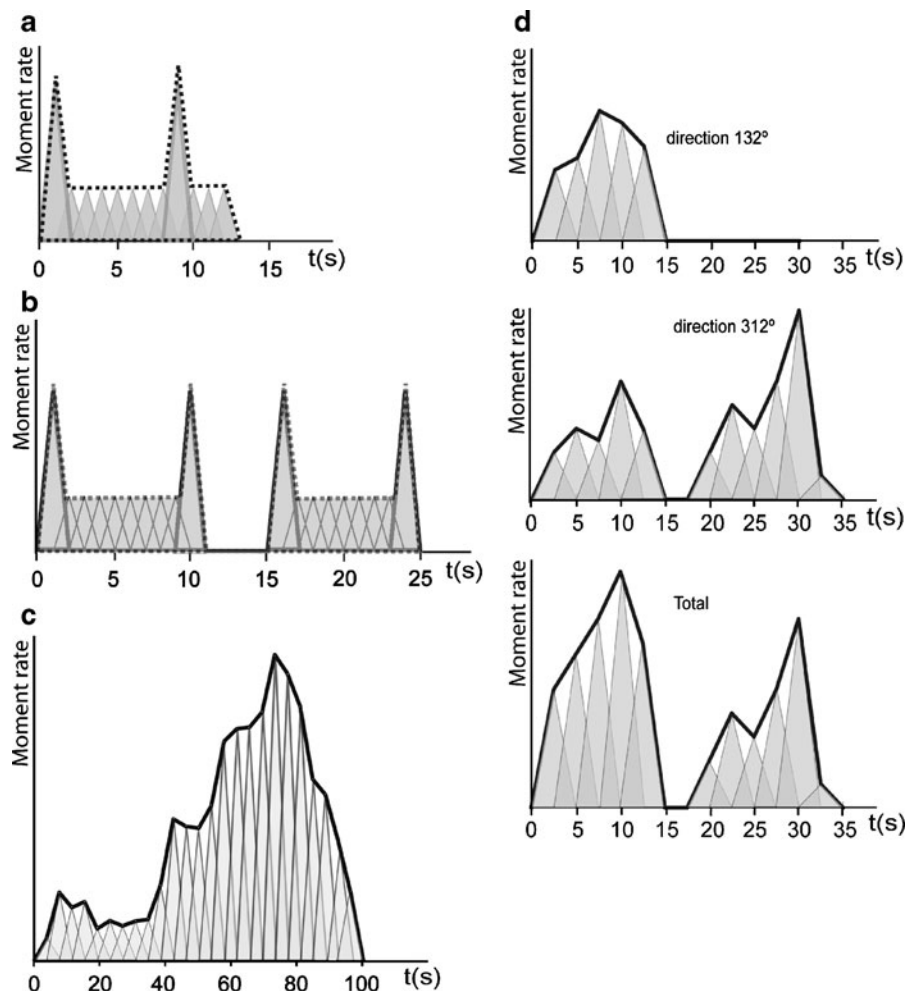 a
Moment rate
0 5 10 15 t(s)
b
Moment rate
0 5 10 15 20 25 t(s)
c
Moment rate
0 20 40 60 80 100 t(s)
d
Moment rate
direction 132º
0 5 10 15 20 25 30 35 t(s)
Moment rate
direction 312º
0 5 10 15 20 25 30 35 t(s)
Moment rate
Total
0 5 10 15 20 25 30 35 t(s)